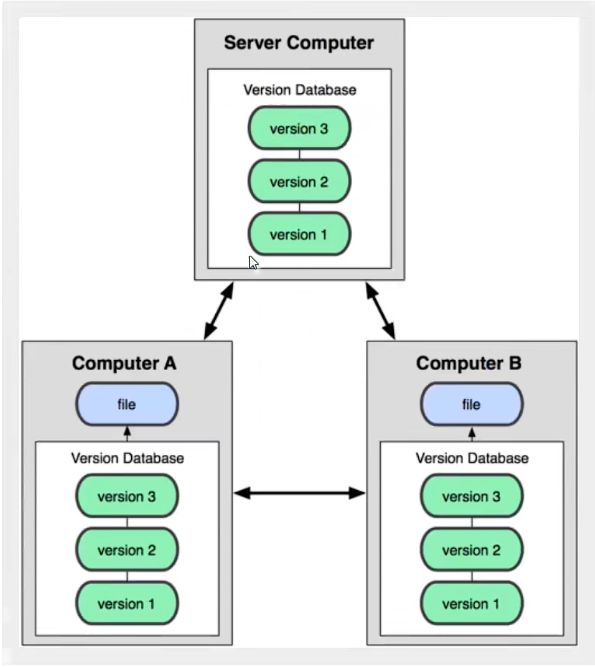 Server Computer
Version Database
version 3
version 2
version 1
Computer A
file
Version Database
version 3
version 2
version 1
Computer B
file
Version Database
version 3
version 2
version 1